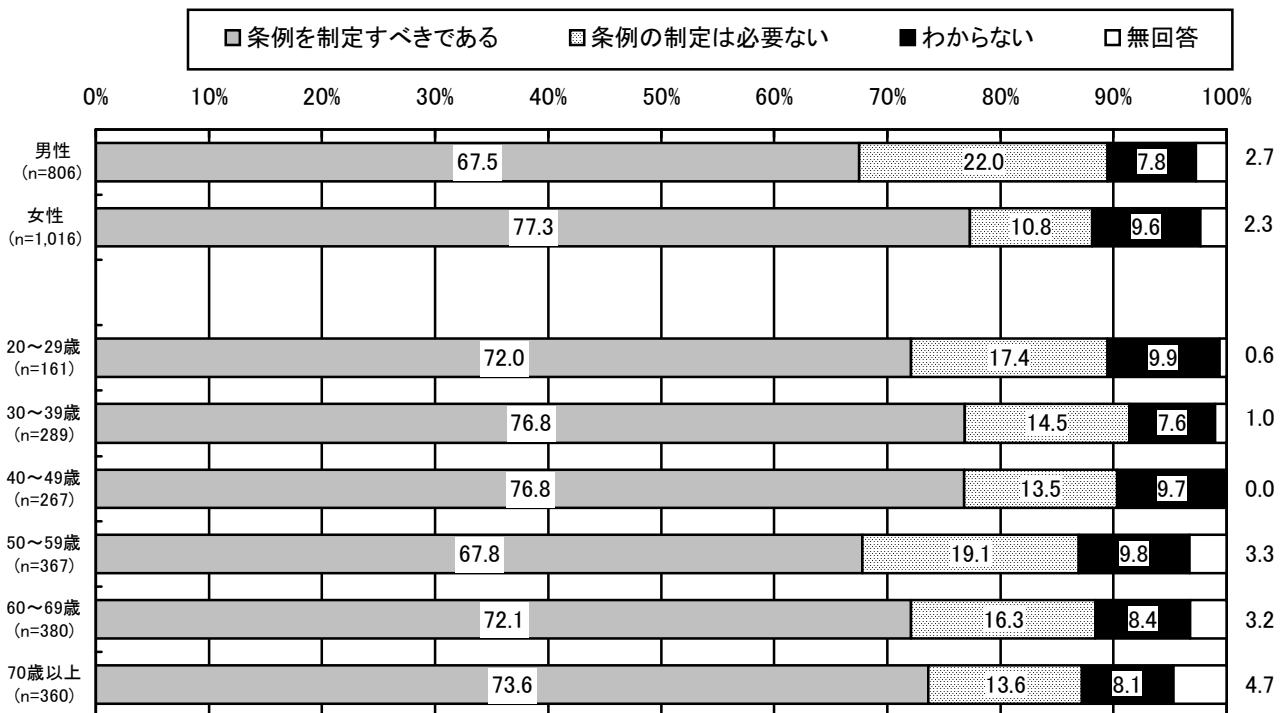 条例を制定すべきである 条例の制定は必要ない わからない 無回答
0% 10% 20% 30% 40% 50% 60% 70% 80% 90% 100%
男性
(n=806)
67.5 22.0 7.8 2.7
女性
(n=1,016)
77.3 10.8 9.6 2.3
20～29歳
(n=161)
72.0 17.4 9.9 0.6
30～39歳
(n=289)
76.8 14.5 7.6 1.0
40～49歳
(n=267)
76.8 13.5 9.7 0.0
50～59歳
(n=367)
67.8 19.1 9.8 3.3
60～69歳
(n=380)
72.1 16.3 8.4 3.2
70歳以上
(n=360)
73.6 13.6 8.1 4.7